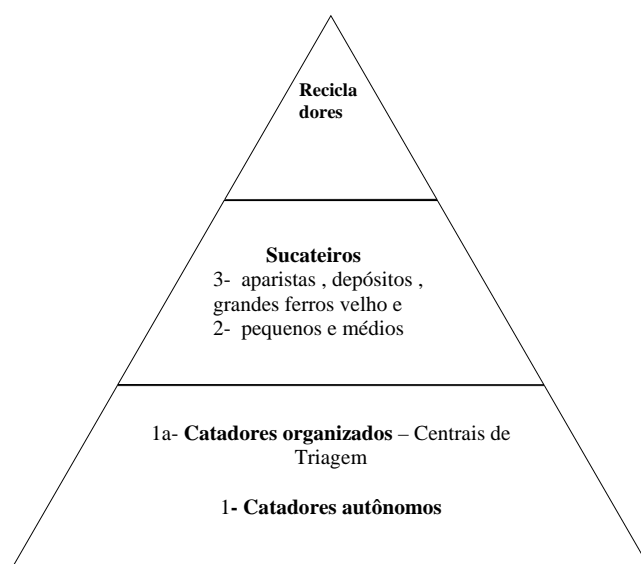 Recicla
dores
Sucateiros
3- aparistas , depósitos ,
grandes ferros velho e
2- pequenos e médios
1a- Catadores organizados – Centrais de
Triagem
1- Catadores autônomos